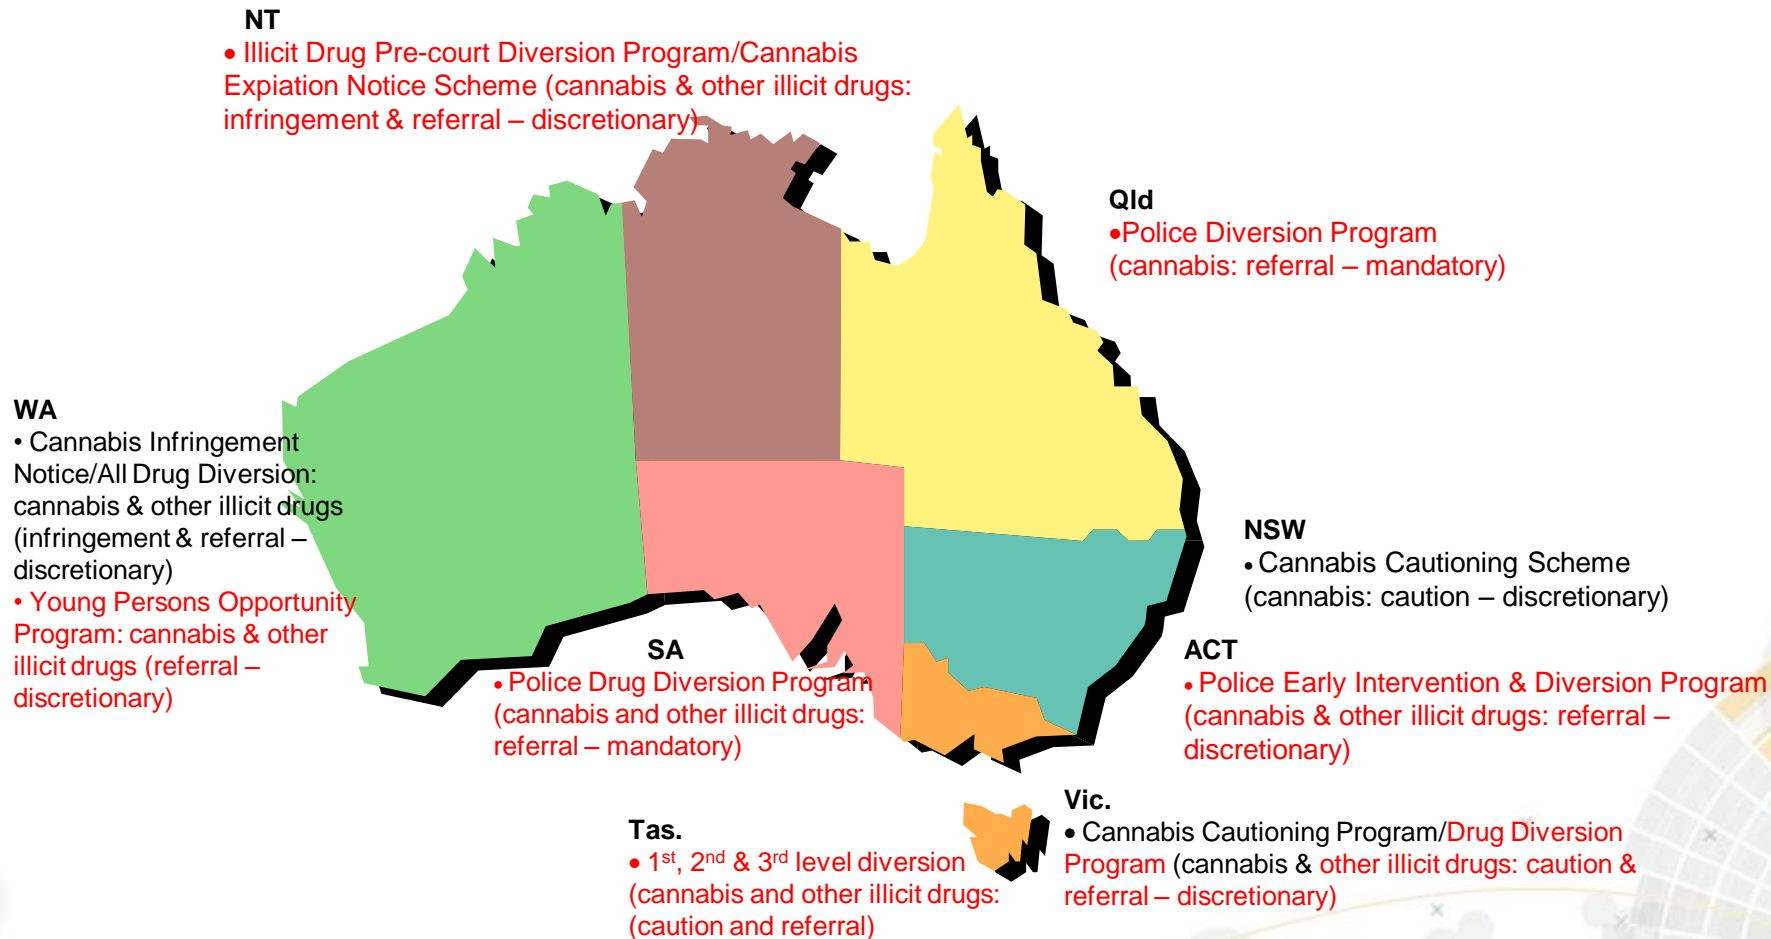 NT
• Illicit Drug Pre-court Diversion Program/Cannabis
Expiation Notice Scheme (cannabis & other illicit drugs:
infringement & referral – discretionary)
Qld
•Police Diversion Program
(cannabis: referral – mandatory)
WA
• Cannabis Infringement
Notice/All Drug Diversion:
cannabis & other illicit drugs
(infringement & referral –
discretionary)
• Young Persons Opportunity
Program: cannabis & other
illicit drugs (referral –
discretionary)
NSW
• Cannabis Cautioning Scheme
(cannabis: caution – discretionary)
SA
• Police Drug Diversion Program
(cannabis and other illicit drugs:
referral – mandatory)
ACT
• Police Early Intervention & Diversion Program
(cannabis & other illicit drugs: referral –
discretionary)
Tas.
• 1st, 2nd & 3rd level diversion
(cannabis and other illicit drugs:
(caution and referral)
Vic.
• Cannabis Cautioning Program/Drug Diversion
Program (cannabis & other illicit drugs: caution &
referral – discretionary)